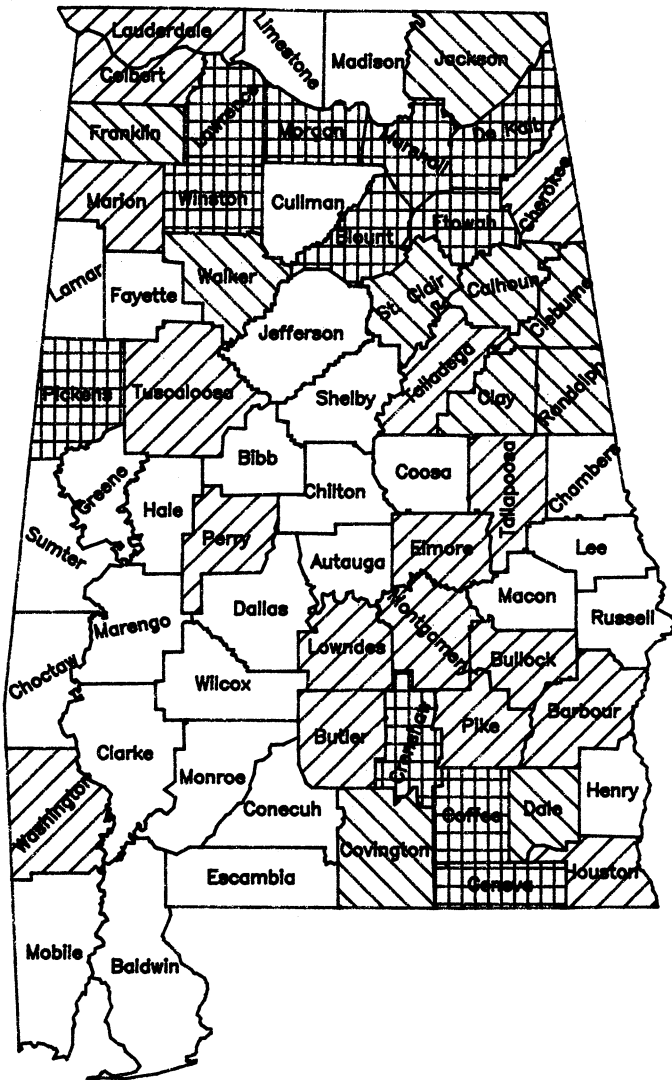 Lauderdale
Limestone
Madison
Jackson
Colbert
Lawrence
Franklin
Morgan
Marshall
De Kalb
Cherokee
Marion
Winston
Cullman
Blount
Etowah
Lamar
Fayette
Walker
St. Clair
Calhoun
Cleburne
Jefferson
Pickens
Tuscaloosa
Shelby
Talladega
Clay
Randolph
Greene
Bibb
Hale
Chilton
Coosa
Tallapoosa
Chambers
Sumter
Perry
Autauga
Elmore
Lee
Marengo
Dallas
Montgomery
Macon
Russell
Choctaw
Wilcox
Lowndes
Bullock
Clarke
Butler
Crenshaw
Pike
Barbour
Washington
Monroe
Conecuh
Covington
Coffee
Dale
Henry
Escambia
Geneva
Houston
Mobile
Baldwin